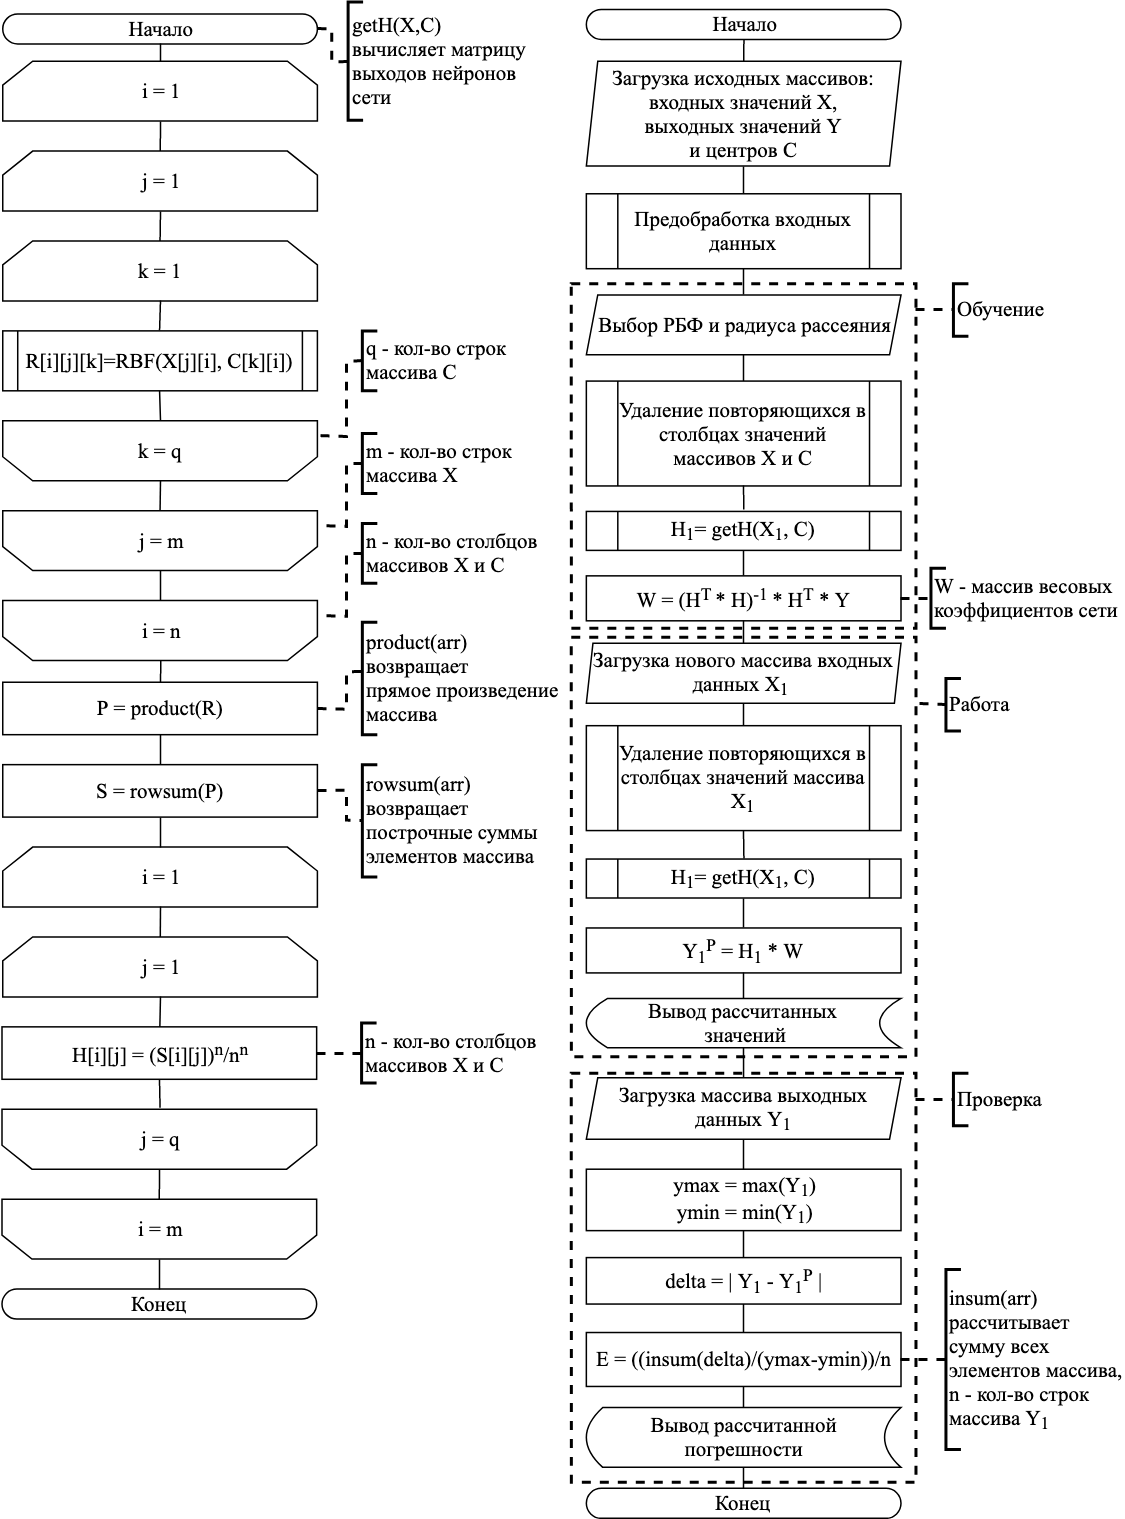 Начало
getH(X,C)
вычисляет матрицу
выходов нейронов
сети
i = 1
j = 1
k = 1
R[i][j][k]=RBF(X[j][i], C[k][i])
q - кол-во строк
массива C
k = q
m - кол-во строк
массива X
j = m
n - кол-во столбцов
массивов X и C
i = n
product(arr)
возвращает
прямое произведение
массива
P = product(R)
S = rowsum(P)
rowsum(arr)
возвращает
построчные суммы
элементов массива
i = 1
j = 1
H[i][j] = (S[i][j])ⁿ/nⁿ
n - кол-во столбцов
массивов X и C
j = q
i = m
Конец
Начало
Загрузка исходных массивов:
входных значений X,
выходных значений Y
и центров C
Предобработка входных
данных
Обучение
Выбор РБФ и радиуса рассеяния
Удаление повторяющихся в
столбцах значений
массивов X и C
H₁= getH(X₁, C)
W = (Hᵀ * H)⁻¹ * Hᵀ * Y
W - массив весовых
коэффициентов сети
Загрузка нового массива входных
данных X₁
Работа
Удаление повторяющихся в
столбцах значений массива
X₁
H₁= getH(X₁, C)
Y₁ᴾ = H₁ * W
Вывод рассчитанных
значений
Загрузка массива выходных
данных Y₁
Проверка
ymax = max(Y₁)
ymin = min(Y₁)
delta = | Y₁ - Y₁ᴾ |
E = ((insum(delta)/(ymax-ymin))/n
insum(arr)
рассчитывает
сумму всех
элементов массива,
n - кол-во строк
массива Y₁
Вывод рассчитанной
погрешности
Конец